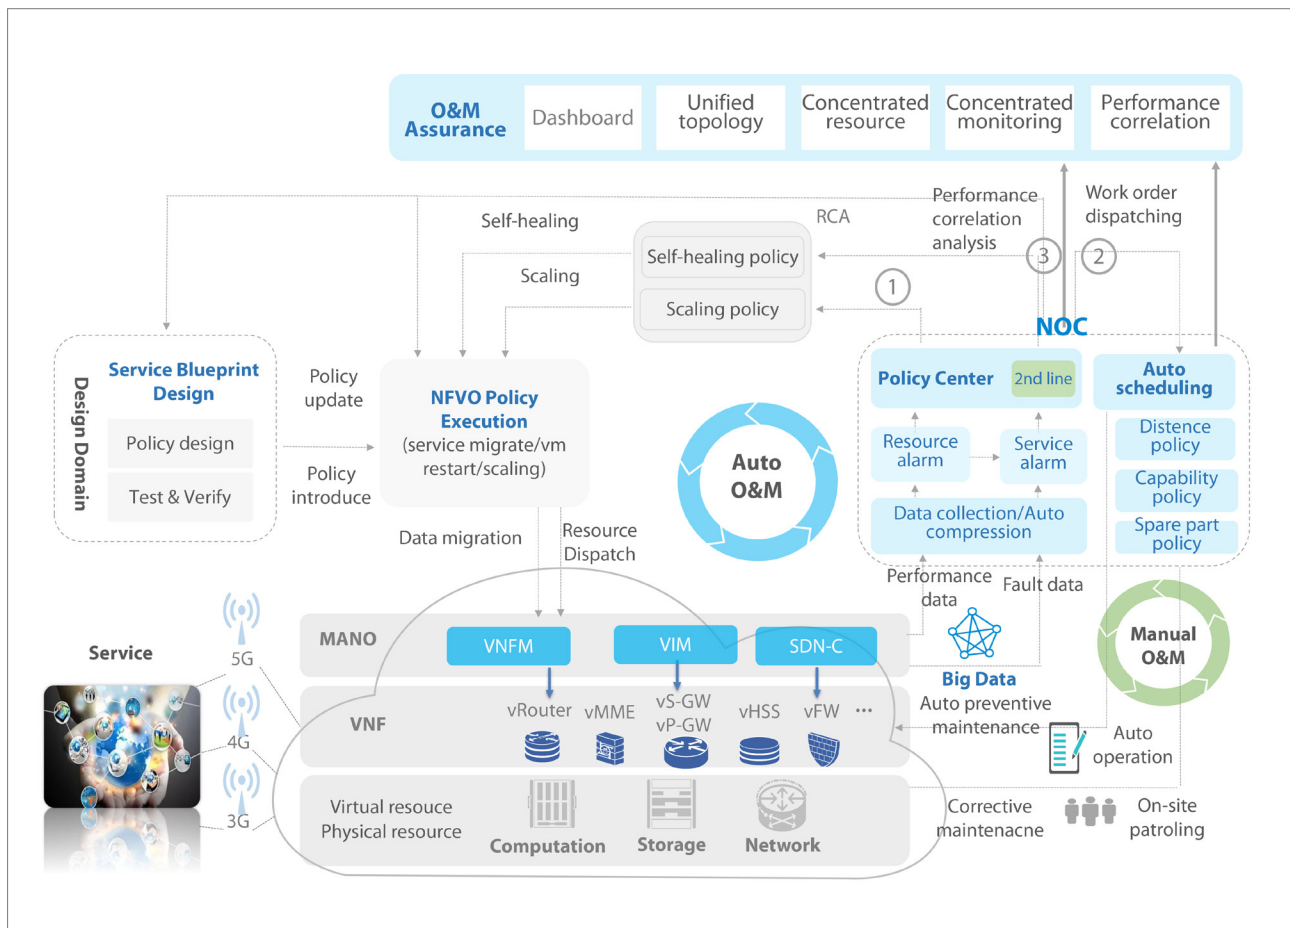 O&M
Assurance
Dashboard
Unified
topology
Concentrated
resource
Concentrated
monitoring
Performance
correlation
Self-healing
Scaling
RCA
Self-healing policy
Scaling policy
1
Performance
correlation
analysis
3
Work order
dispatching
2
NOC
Design Domain
Service Blueprint
Design
Policy design
Test & Verify
Policy
update
Policy
introduce
NFVO Policy
Execution
(service migrate/vm
restart/scaling)
Data migration
Resource
Dispatch
Auto
O&M
Policy Center
2nd line
Resource
alarm
Service
alarm
Data collection/Auto
compression
Auto
scheduling
Distence
policy
Capability
policy
Spare part
policy
Performance
data
Fault data
Manual
O&M
Big Data
Auto preventive
maintenance
Auto
operation
Corrective
maintenacne
On-site
patroling
Service
5G
4G
3G
MANO
VNFM
VIM
SDN-C
VNF
vRouter
vMME
vS-GW
vP-GW
vHSS
vFW
...
Virtual resouce
Physical resource
Computation
Storage
Network